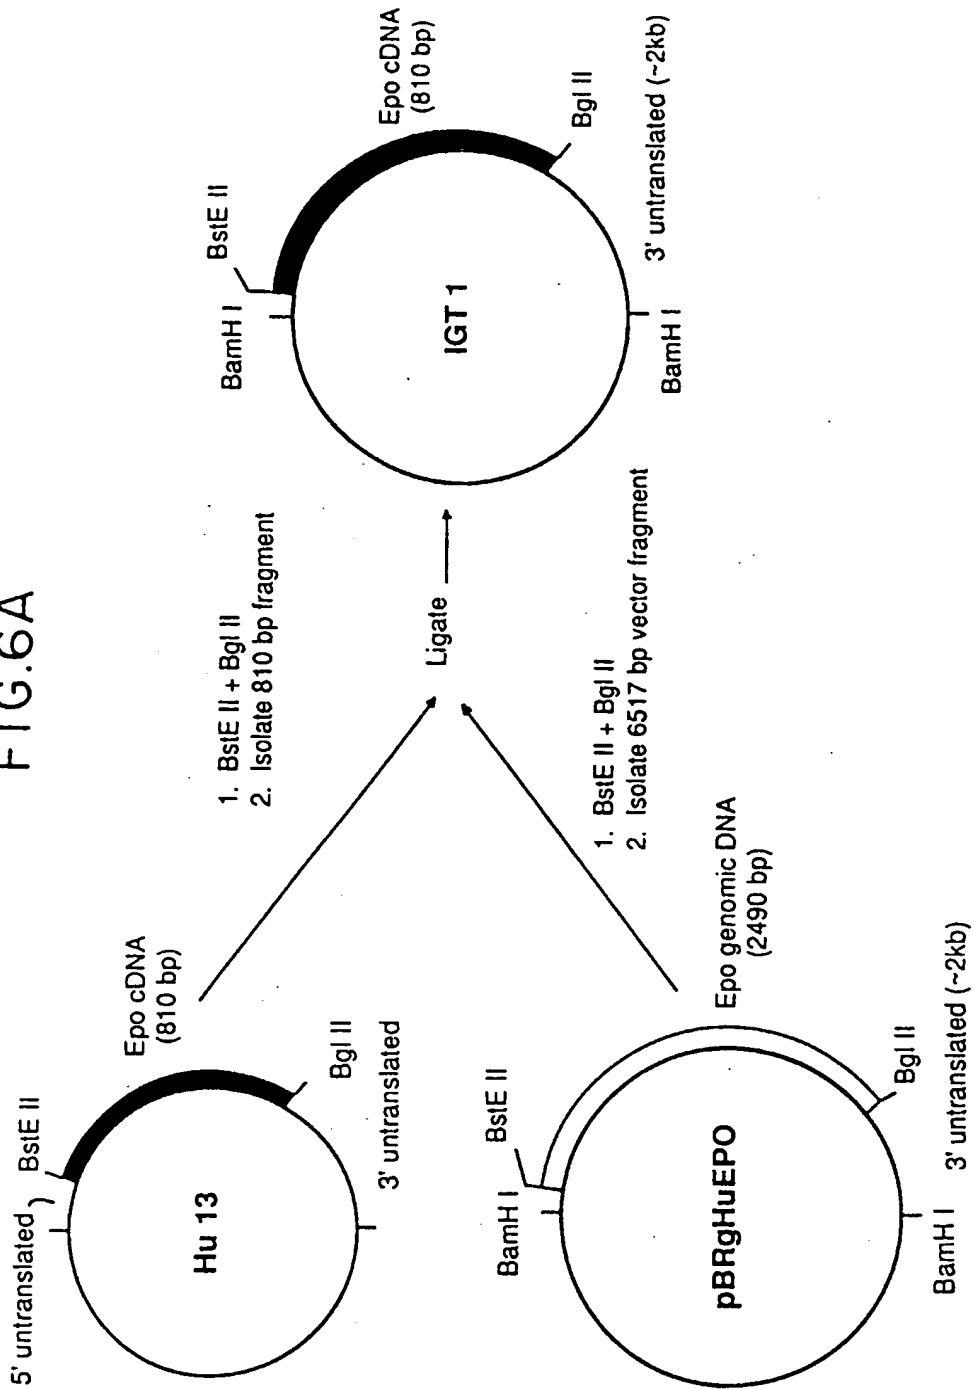 FIG.6A
5' untranslated
BstE II
Epo cDNA
(810 bp)
Hu 13
Bgl II
3' untranslated
1. BstE II + Bgl II
2. Isolate 810 bp fragment
BamH I
BstE II
Epo genomic DNA
(2490 bp)
pBRgHuEPO
Bgl II
BamH I
3' untranslated (~2kb)
1. BstE II + Bgl II
2. Isolate 6517 bp vector fragment
Ligate
BamH I
BstE II
Epo cDNA
(810 bp)
IGT 1
Bgl II
BamH I
3' untranslated (~2kb)